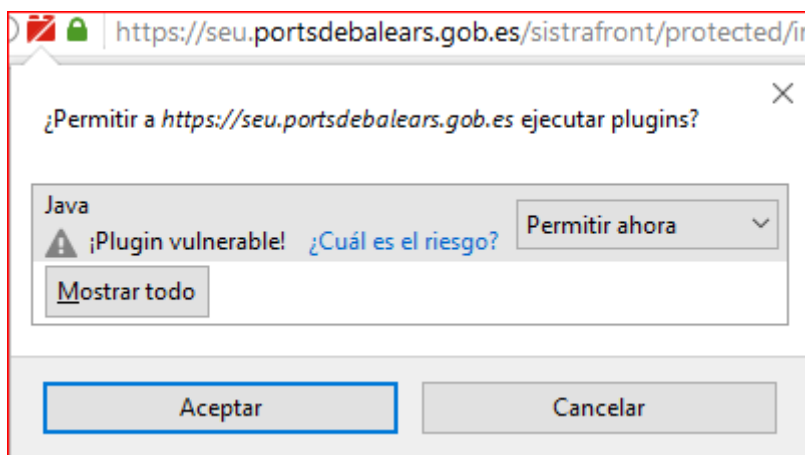 https://seu.portsdebalears.gob.es/sistrafront/protected/
¿Permitir a https://seu.portsdebalears.gob.es ejecutar plugins?
Java
¡Plugin vulnerable! ¿Cuál es el riesgo? Permitir ahora
Mostrar todo
Aceptar Cancelar